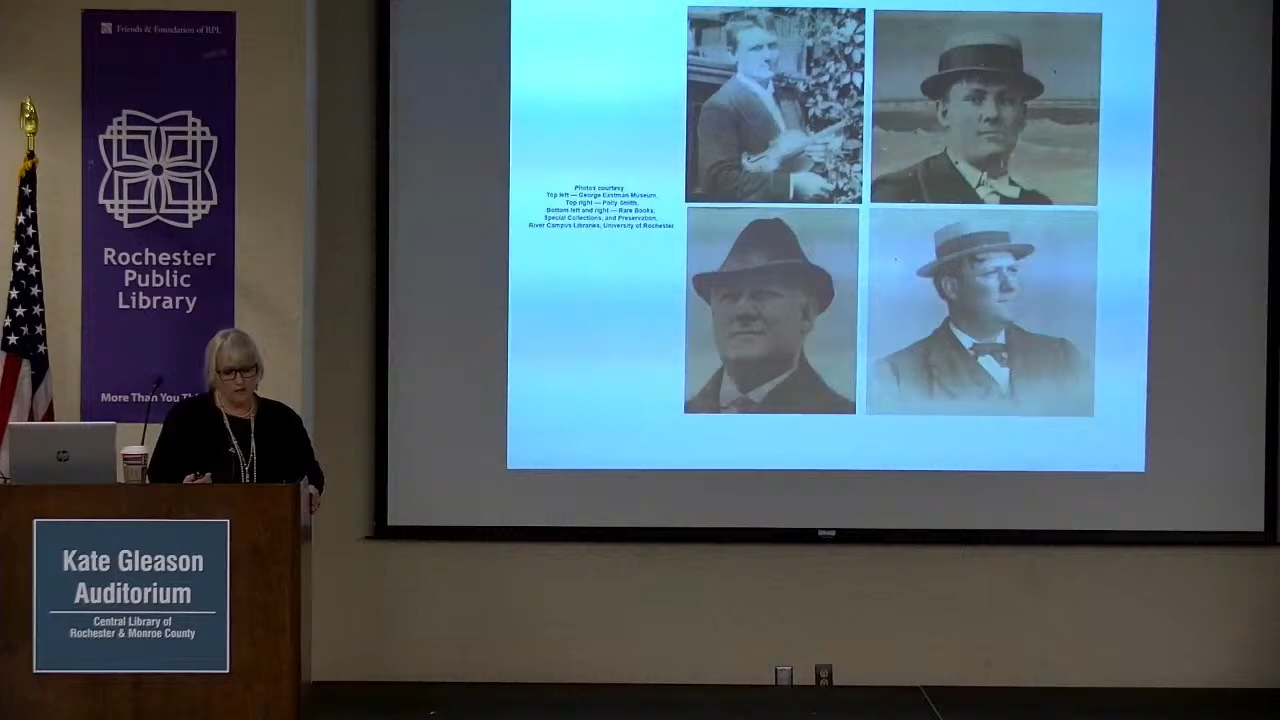 Friends & Foundation of RPL
Rochester
Public
Library
More Than You Th
Photos courtesy
Top left — George Eastman Museum,
Top right — Polly Smith,
Bottom left and right — Rare Books,
Special Collections, and Preservation,
River Campus Libraries, University of Rochester
hp
Kate Gleason
Auditorium
Central Library of
Rochester & Monroe County